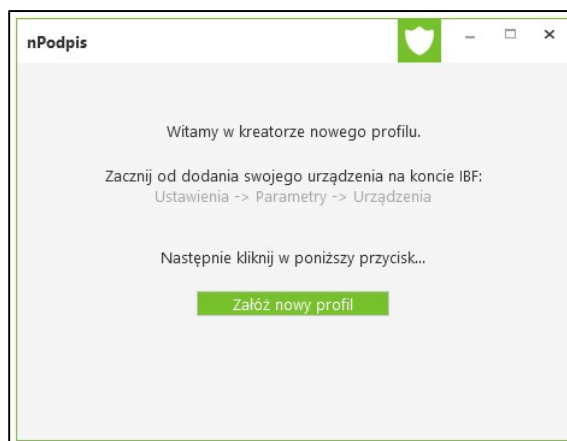 nPodpis
Witamy w kreatorze nowego profilu.
Zacznij od dodania swojego urządzenia na koncie IBF:
Ustawienia -> Parametry -> Urządzenia
Następnie kliknij w poniższy przycisk...
Załóż nowy profil